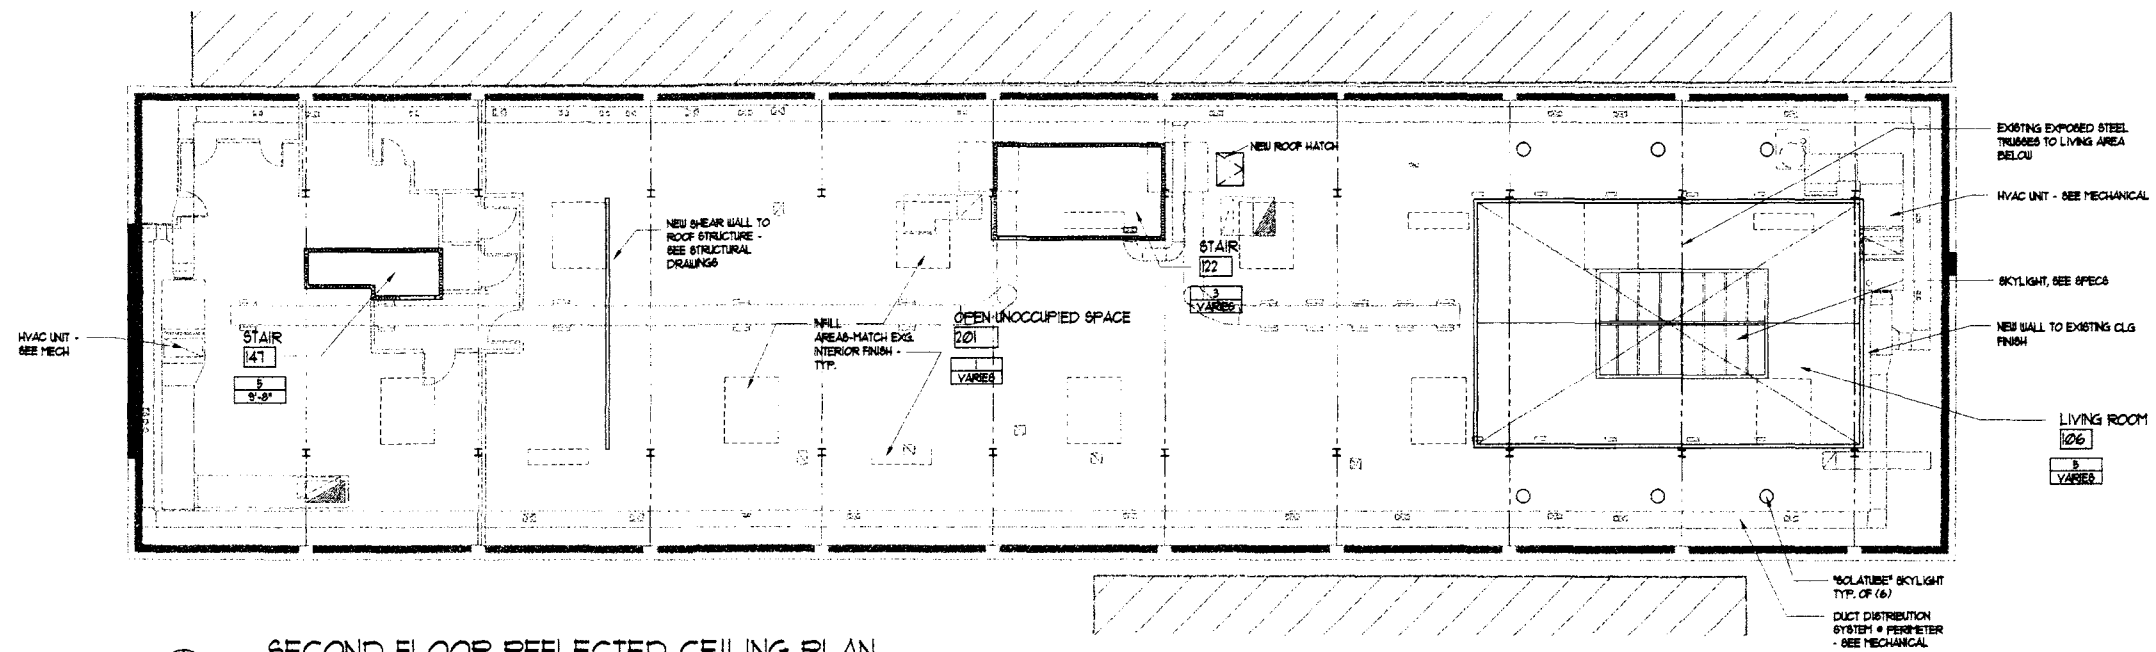 EXISTING EXPOSED STEEL
TRUSSES TO LIVING AREA
BELOW
NEW ROOF HATCH
HVAC UNIT - SEE MECHANICAL
NEW SHEAR WALL TO
ROOF STRUCTURE -
SEE STRUCTURAL
DRAWINGS
STAIR
122
3
VARIES
SKYLIGHT, SEE SPECS
HVAC UNIT -
SEE MECH
STAIR
147
5
9'-8"
INFILL
AREAS-MATCH EXG.
INTERIOR FINISH -
TYP.
OPEN UNOCCUPIED SPACE
201
1
VARIES
NEW WALL TO EXISTING CLG
FINISH
LIVING ROOM
106
VARIES
"SOLATUBE" SKYLIGHT
TYP. OF (6)
DUCT DISTRIBUTION
SYSTEM @ PERIMETER
- SEE MECHANICAL
SECOND FLOOR REFLECTED CEILING PLAN